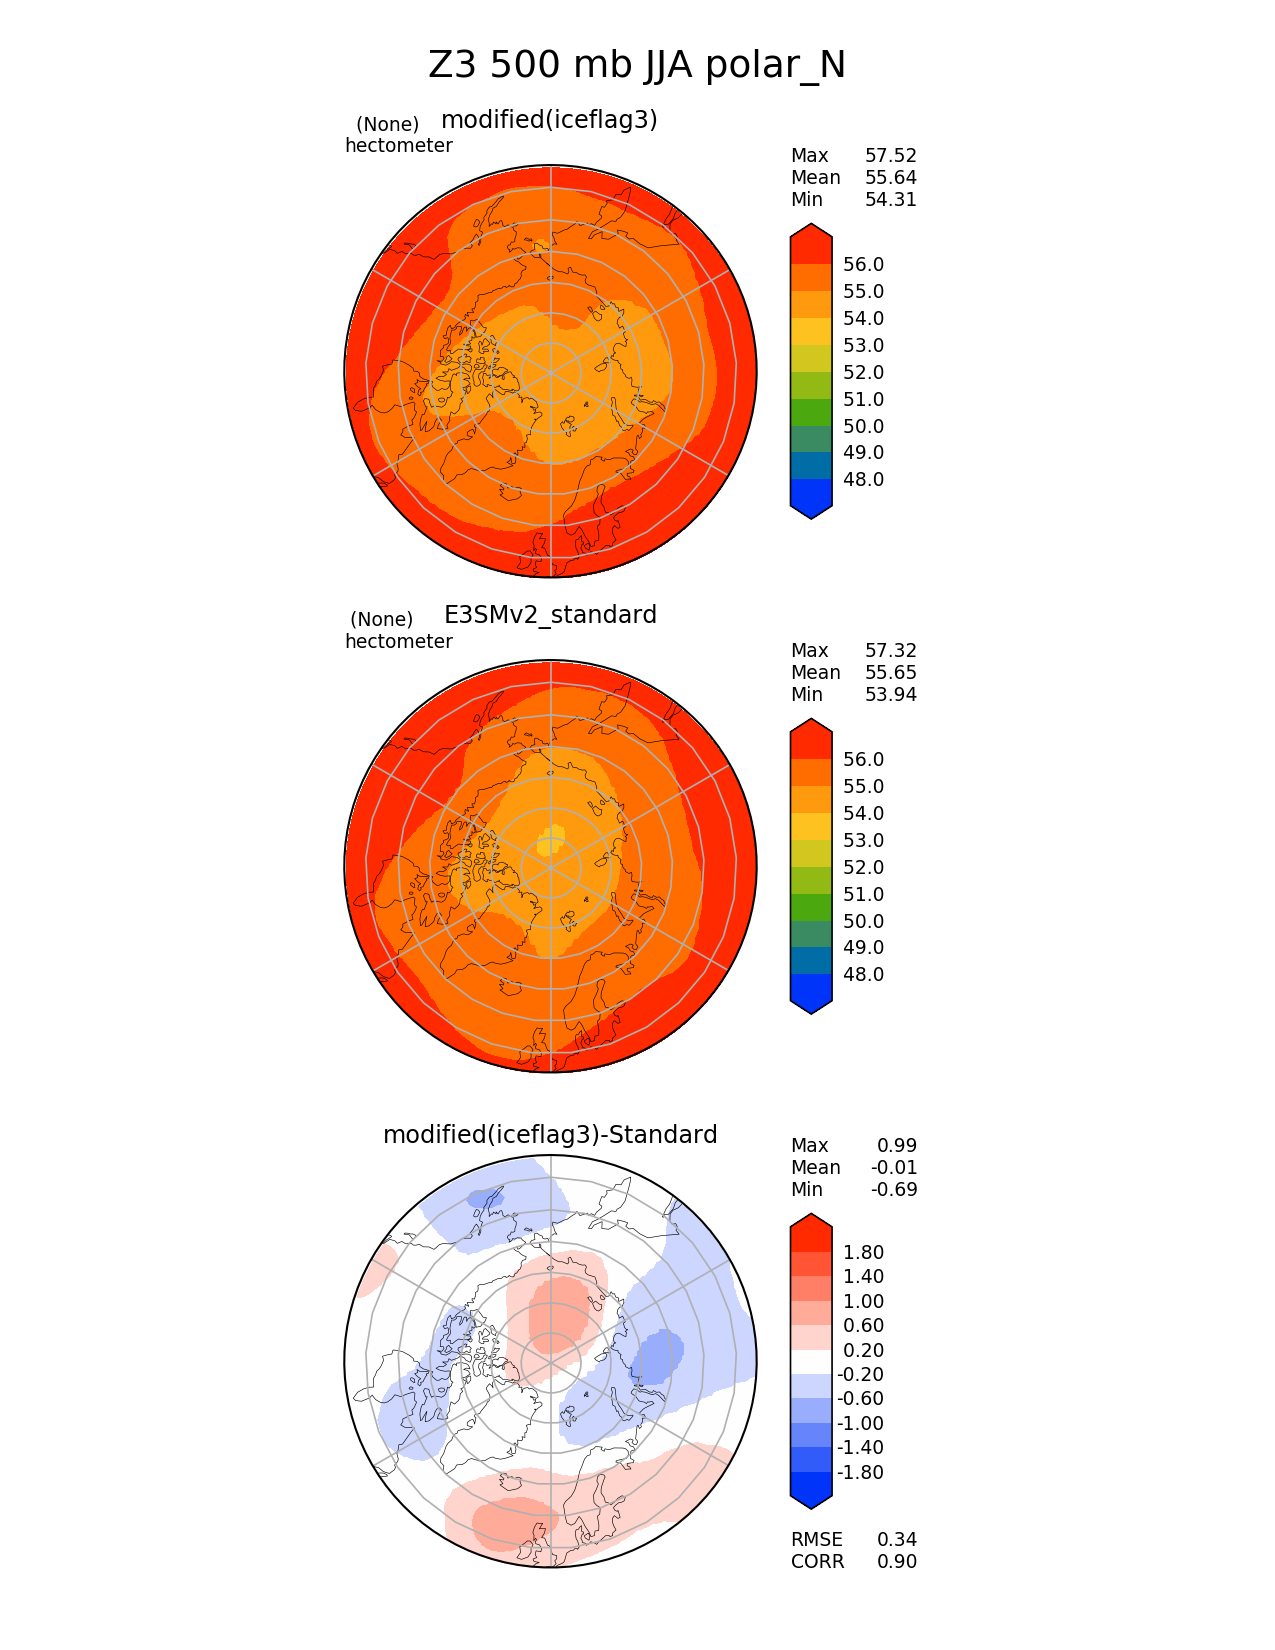 Z3 500 mb JJA polar_N
(None) modified(iceflag3)
hectometer
Max 57.52
Mean 55.64
Min 54.31
56.0
55.0
54.0
53.0
52.0
51.0
50.0
49.0
48.0
(None) E3SMv2_standard
hectometer
Max 57.32
Mean 55.65
Min 53.94
56.0
55.0
54.0
53.0
52.0
51.0
50.0
49.0
48.0
modified(iceflag3)-Standard
Max 0.99
Mean -0.01
Min -0.69
1.80
1.40
1.00
0.60
0.20
-0.20
-0.60
-1.00
-1.40
-1.80
RMSE 0.34
CORR 0.90